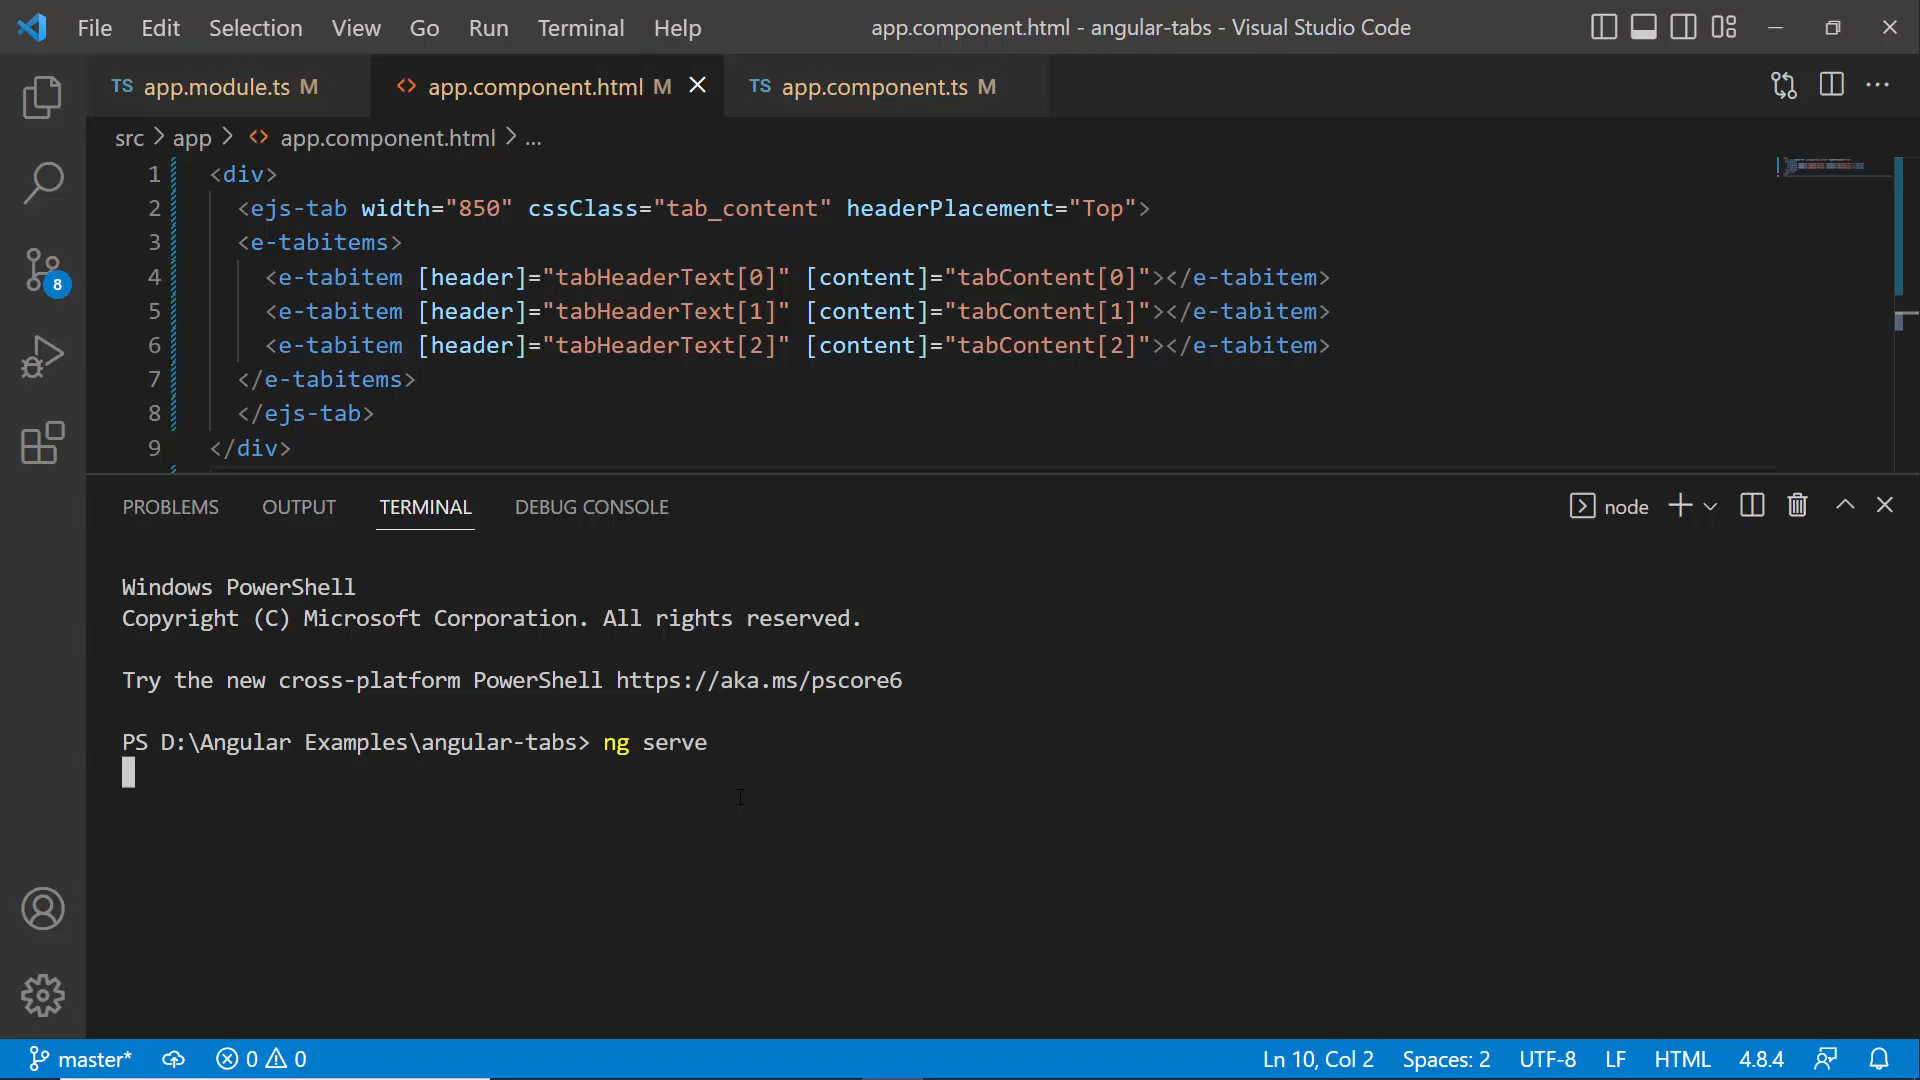 File Edit Selection View Go Run Terminal Help app.component.html - angular-tabs - Visual Studio Code
TS app.module.ts M <> app.component.html M TS app.component.ts M
src > app > <> app.component.html > ...
1 <div>
2 <ejs-tab width="850" cssClass="tab_content" headerPlacement="Top">
3 <e-tabitems>
4 <e-tabitem [header]="tabHeaderText[0]" [content]="tabContent[0]"></e-tabitem>
5 <e-tabitem [header]="tabHeaderText[1]" [content]="tabContent[1]"></e-tabitem>
6 <e-tabitem [header]="tabHeaderText[2]" [content]="tabContent[2]"></e-tabitem>
7 </e-tabitems>
8 </ejs-tab>
9 </div>
8
PROBLEMS OUTPUT TERMINAL DEBUG CONSOLE node
Windows PowerShell
Copyright (C) Microsoft Corporation. All rights reserved.
Try the new cross-platform PowerShell https://aka.ms/pscore6
PS D:\Angular Examples\angular-tabs> ng serve
master* 0 0 Ln 10, Col 2 Spaces: 2 UTF-8 LF HTML 4.8.4